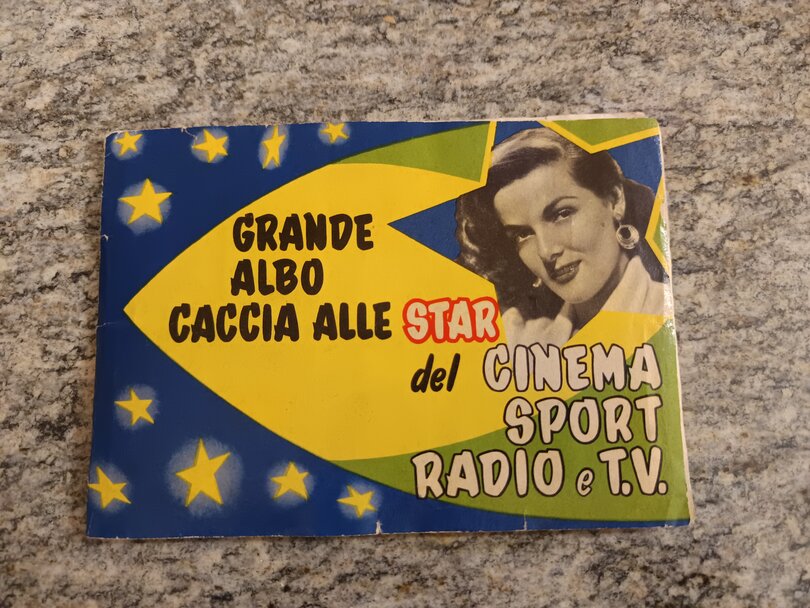 GRANDE
ALBO
CACCIA ALLE STAR
del CINEMA
SPORT
RADIO e T.V.